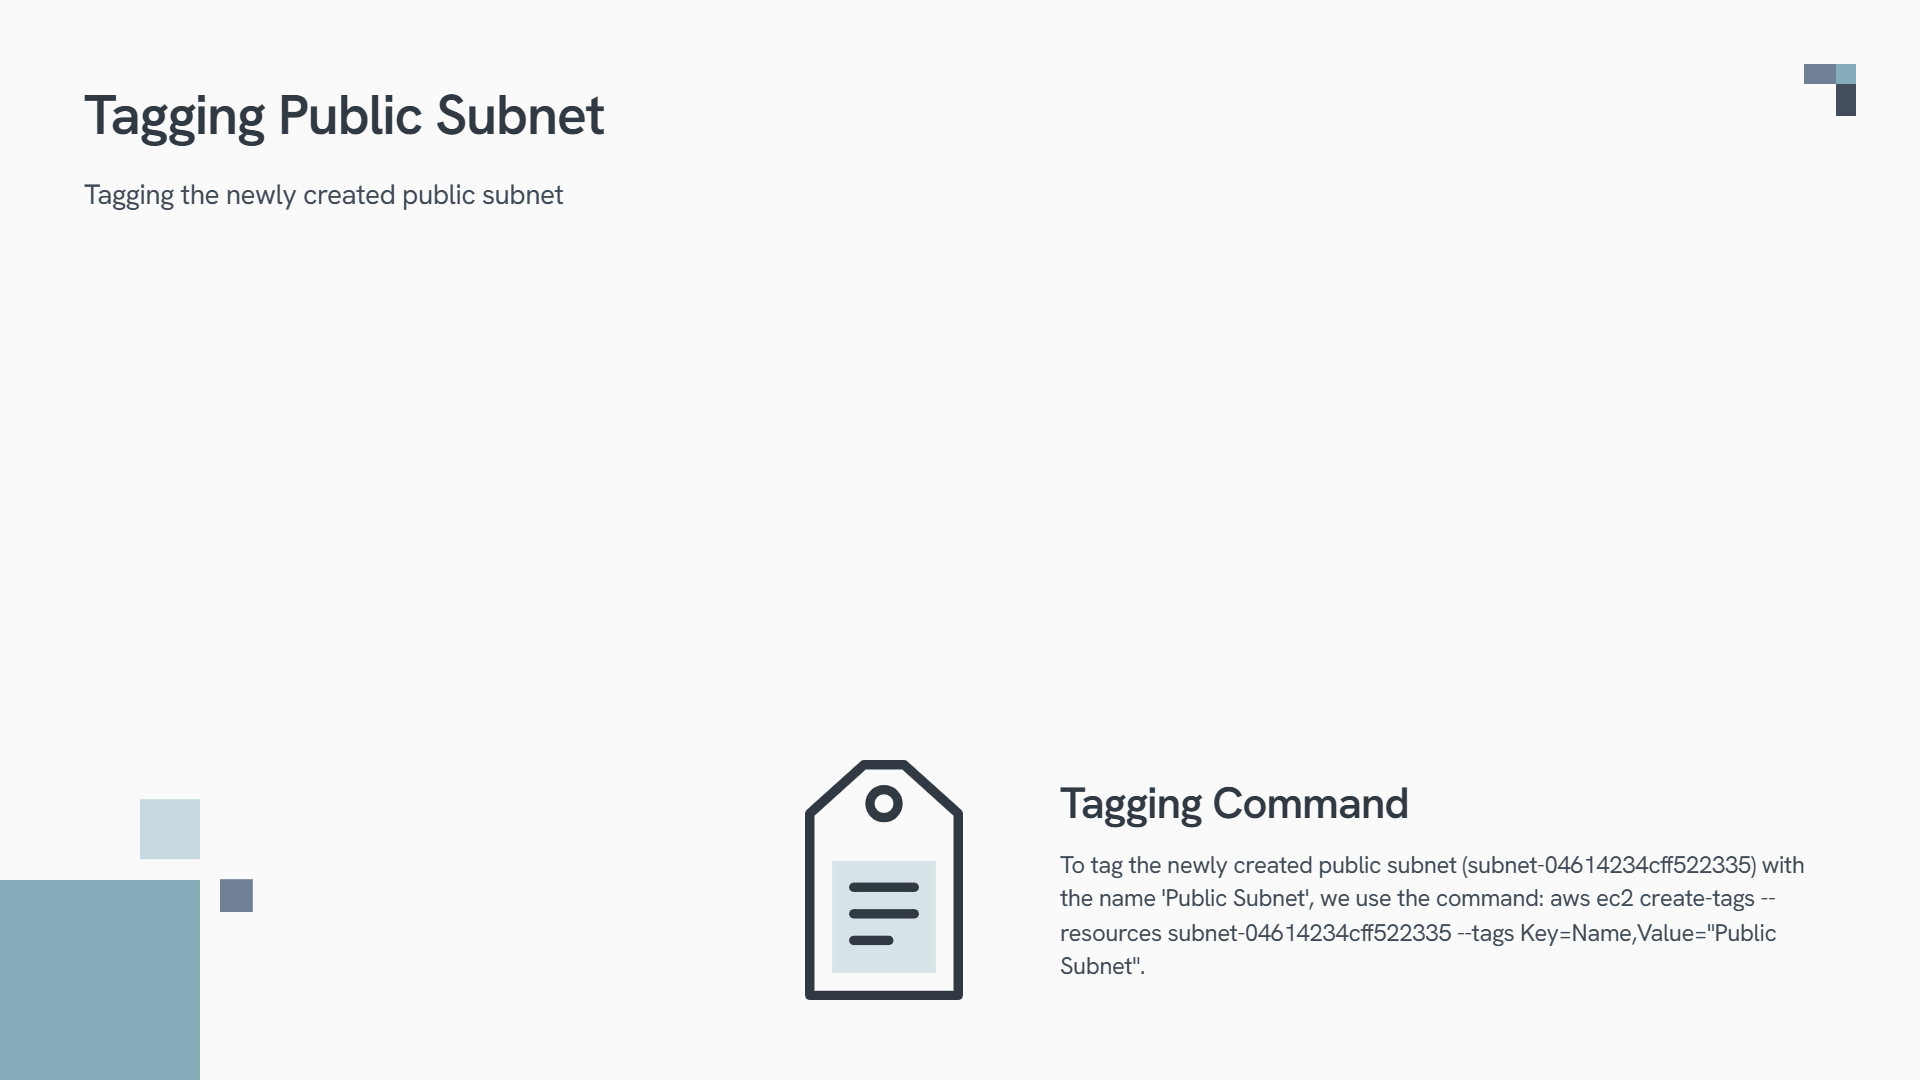 Tagging Public Subnet
Tagging the newly created public subnet
Tagging Command
To tag the newly created public subnet (subnet-04614234cff522335) with
the name 'Public Subnet', we use the command: aws ec2 create-tags --
resources subnet-04614234cff522335 --tags Key=Name,Value="Public
Subnet".